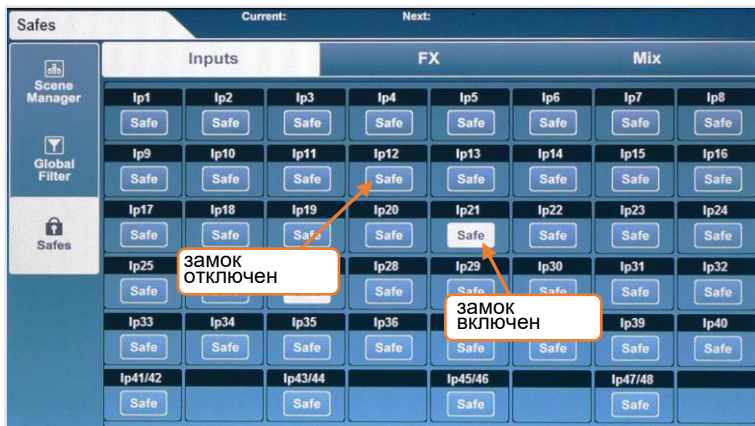 Safes Current: Next:
Inputs FX Mix
Scene
Manager
Global
Filter
Safes
Ip1 Ip2 Ip3 Ip4 Ip5 Ip6 Ip7 Ip8
Safe Safe Safe Safe Safe Safe Safe Safe
Ip9 Ip10 Ip11 Ip12 Ip13 Ip14 Ip15 Ip16
Safe Safe Safe Safe Safe Safe Safe Safe
Ip17 Ip18 Ip19 Ip20 Ip21 Ip22 Ip23 Ip24
Safe Safe Safe Safe Safe Safe Safe Safe
Ip25 Ip28 Ip29 Ip30 Ip31 Ip32
замок
отключен
Safe Safe Safe Safe Safe Safe
замок
включен
Ip33 Ip34 Ip35 Ip36 Ip39 Ip40
Safe Safe Safe Safe Safe Safe Safe Safe
Ip41/42 Ip43/44 Ip45/46 Ip47/48
Safe Safe Safe Safe